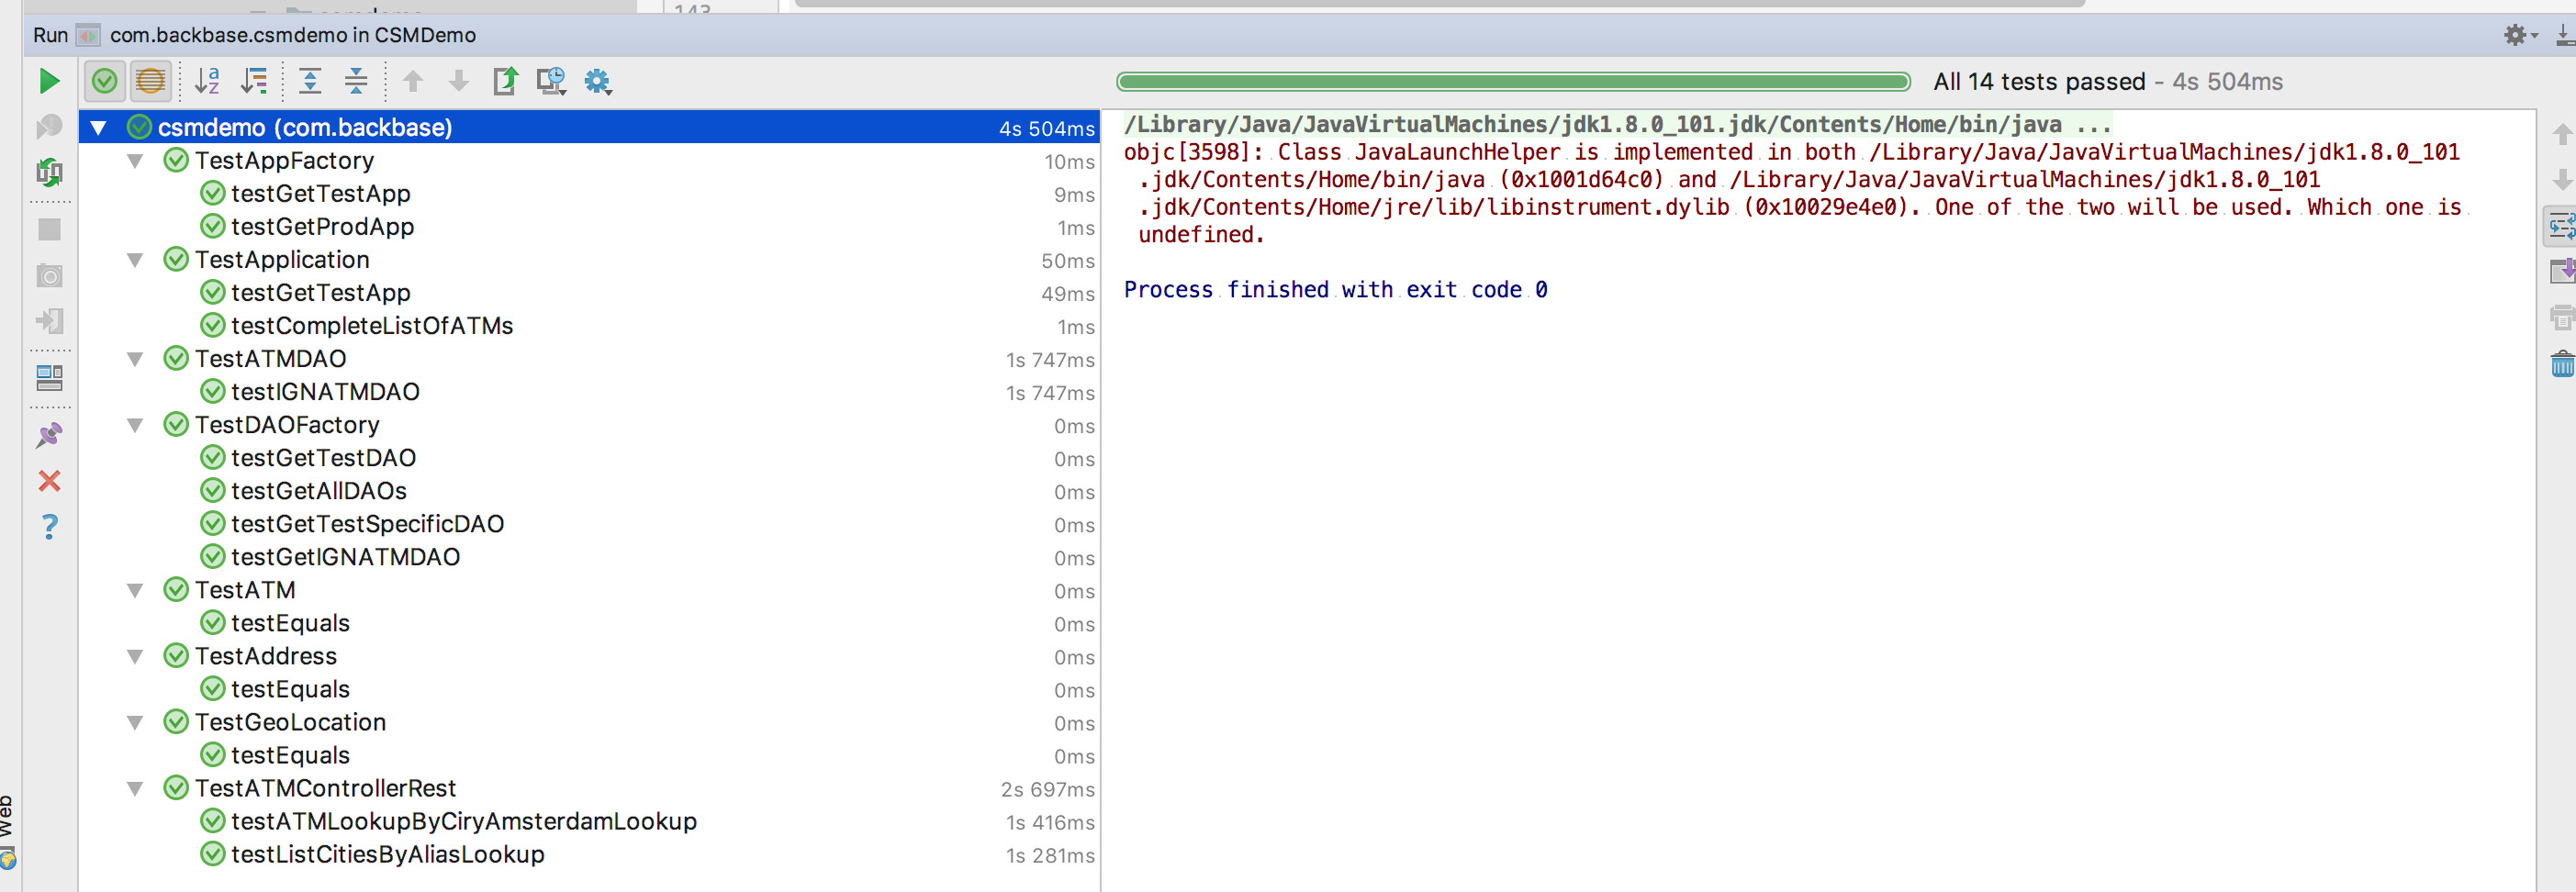 143
Run com.backbase.csmdemo in CSMDemo
All 14 tests passed - 4s 504ms
csmdemo (com.backbase) 4s 504ms
TestAppFactory 10ms
testGetTestApp 9ms
testGetProdApp 1ms
TestApplication 50ms
testGetTestApp 49ms
testCompleteListOfATMs 1ms
TestATMDAO 1s 747ms
testIGNATMDAO 1s 747ms
TestDAOFactory 0ms
testGetTestDAO 0ms
testGetAllDAOs 0ms
testGetTestSpecificDAO 0ms
testGetIGNATMDAO 0ms
TestATM 0ms
testEquals 0ms
TestAddress 0ms
testEquals 0ms
TestGeoLocation 0ms
testEquals 0ms
TestATMControllerRest 2s 697ms
testATMLookupByCiryAmsterdamLookup 1s 416ms
testListCitiesByAliasLookup 1s 281ms
/Library/Java/JavaVirtualMachines/jdk1.8.0_101.jdk/Contents/Home/bin/java ...
objc[3598]: Class JavaLaunchHelper is implemented in both /Library/Java/JavaVirtualMachines/jdk1.8.0_101
.jdk/Contents/Home/bin/java (0x1001d64c0) and /Library/Java/JavaVirtualMachines/jdk1.8.0_101
.jdk/Contents/Home/jre/lib/libinstrument.dylib (0x10029e4e0). One of the two will be used. Which one is
undefined.
Process finished with exit code 0
Web